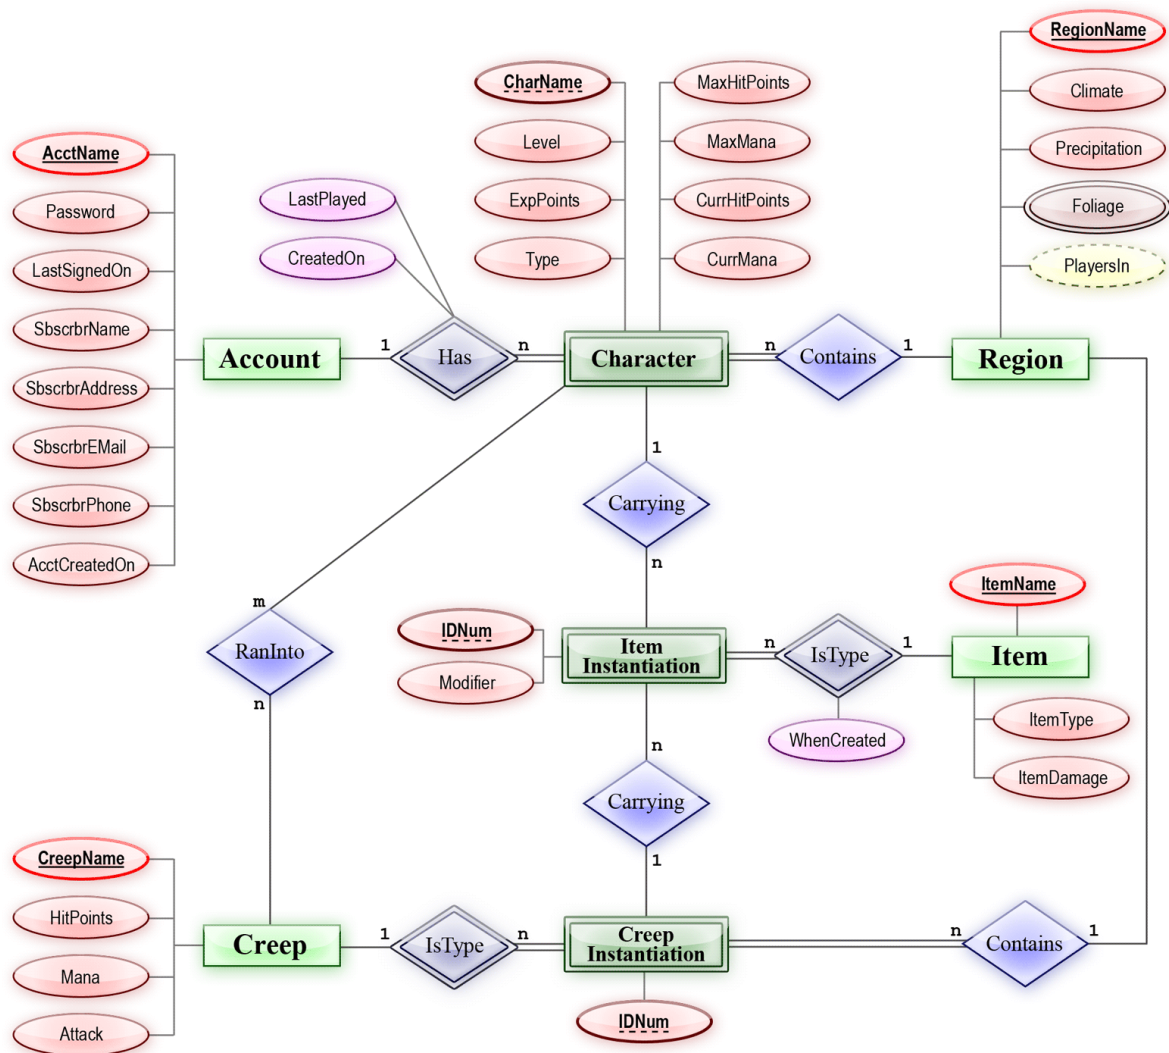 RegionName
CharName
MaxHitPoints
Climate
AcctName
Level
MaxMana
Precipitation
Password
LastPlayed
ExpPoints
CurrHitPoints
Foliage
LastSignedOn
CreatedOn
Type
CurrMana
PlayersIn
SbscrbrName
Account
1
Has
n
Character
n
Contains
1
Region
SbscrbrAddress
SbscrbrEMail
1
SbscrbrPhone
Carrying
AcctCreatedOn
n
ItemName
m
RanInto
n
IDNum
Modifier
Item
Instantiation
n
IsType
1
Item
WhenCreated
ItemType
ItemDamage
n
Carrying
1
CreepName
HitPoints
Mana
Attack
Creep
1
IsType
n
Creep
Instantiation
n
Contains
1
IDNum